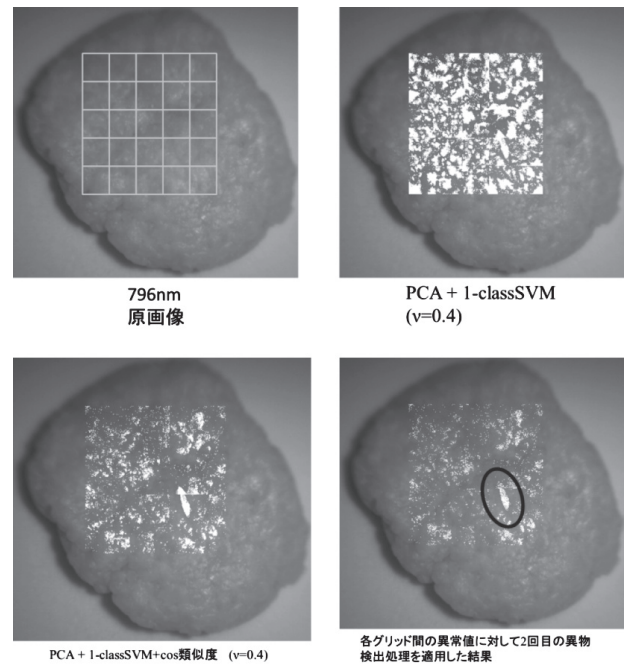 796nm
原画像
PCA + 1-classSVM
(ν=0.4)
PCA + 1-classSVM+cos類似度 (ν=0.4)
各グリッド間の異常値に対して2回目の異物
検出処理を適用した結果